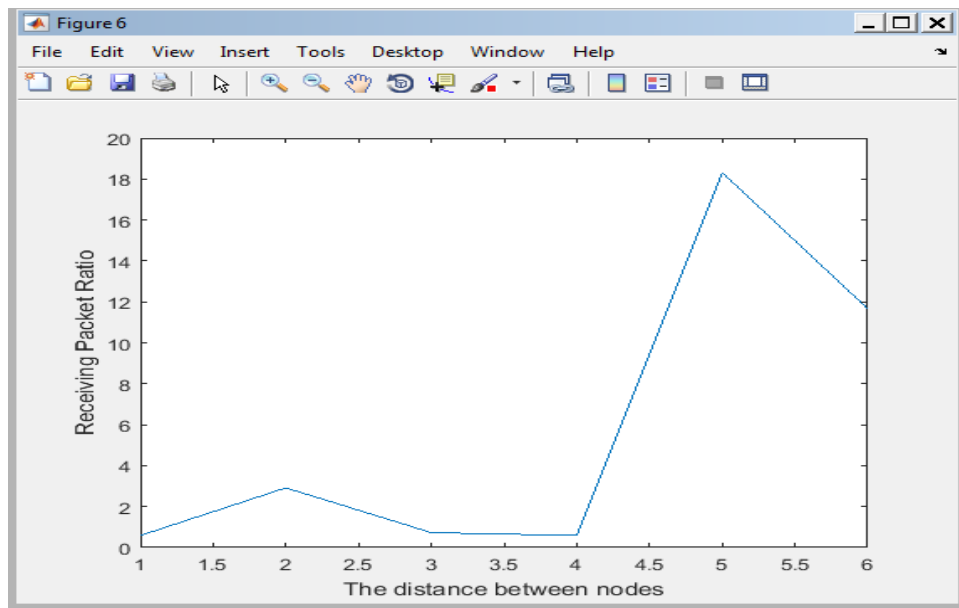 Figure 6
File Edit View Insert Tools Desktop Window Help
20
18
16
14
12
10
8
6
4
2
0
Receiving Packet Ratio
1 1.5 2 2.5 3 3.5 4 4.5 5 5.5 6
The distance between nodes